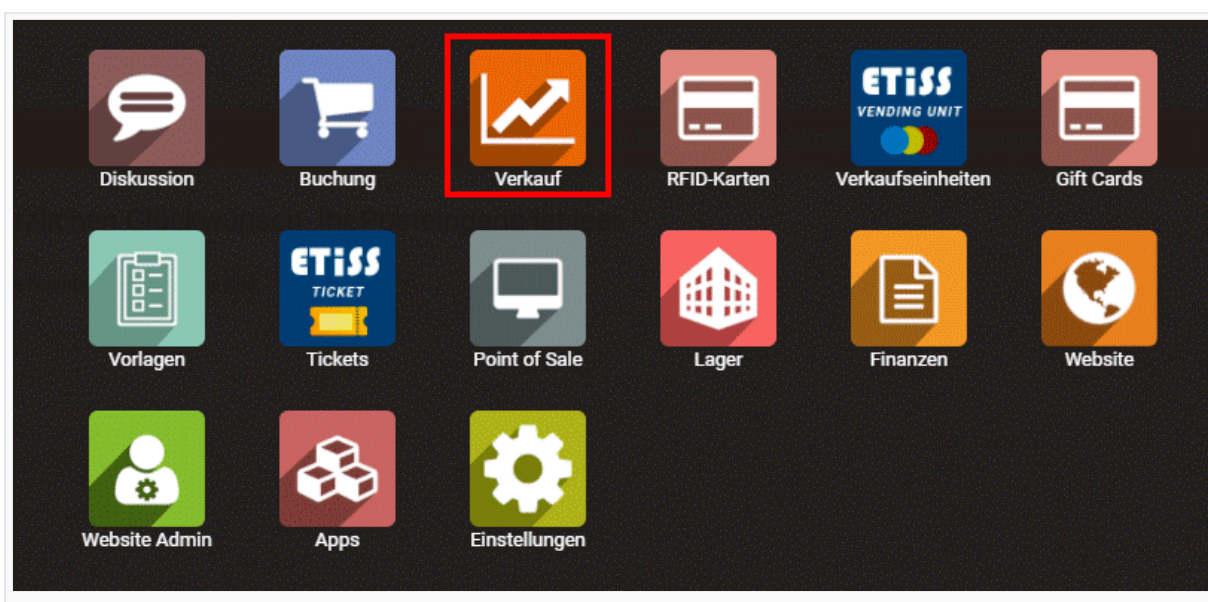 Diskussion
Buchung
Verkauf
RFID-Karten
ETiSS
VENDING UNIT
Verkaufseinheiten
Gift Cards
Vorlagen
ETiSS
TICKET
Tickets
Point of Sale
Lager
Finanzen
Website
Website Admin
Apps
Einstellungen